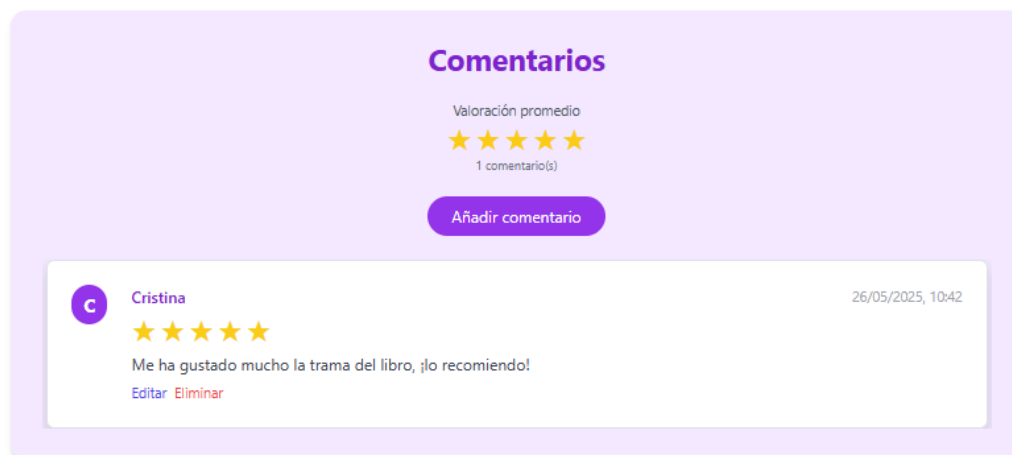 Comentarios
Valoración promedio
1 comentario(s)
Añadir comentario
C
Cristina
26/05/2025, 10:42
Me ha gustado mucho la trama del libro, ¡lo recomiendo!
Editar Eliminar